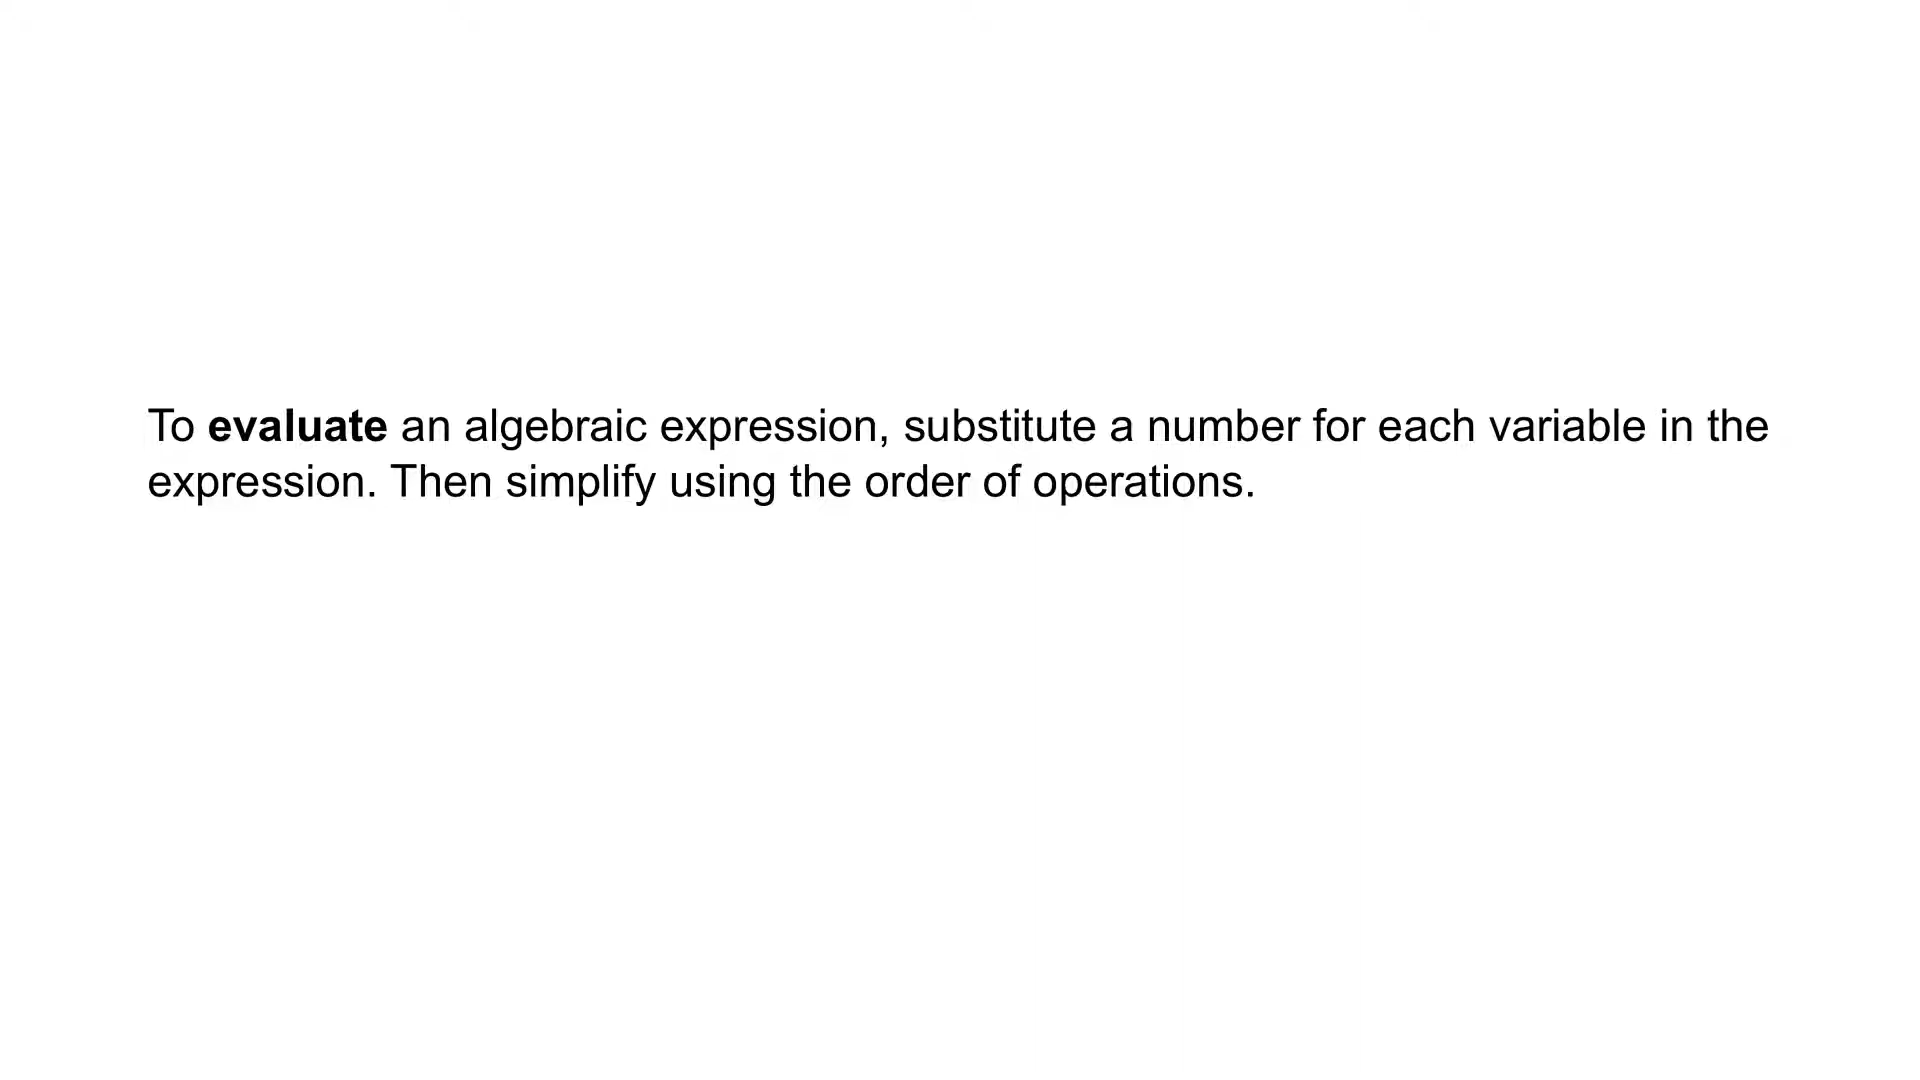 To evaluate an algebraic expression, substitute a number for each variable in the
expression. Then simplify using the order of operations.